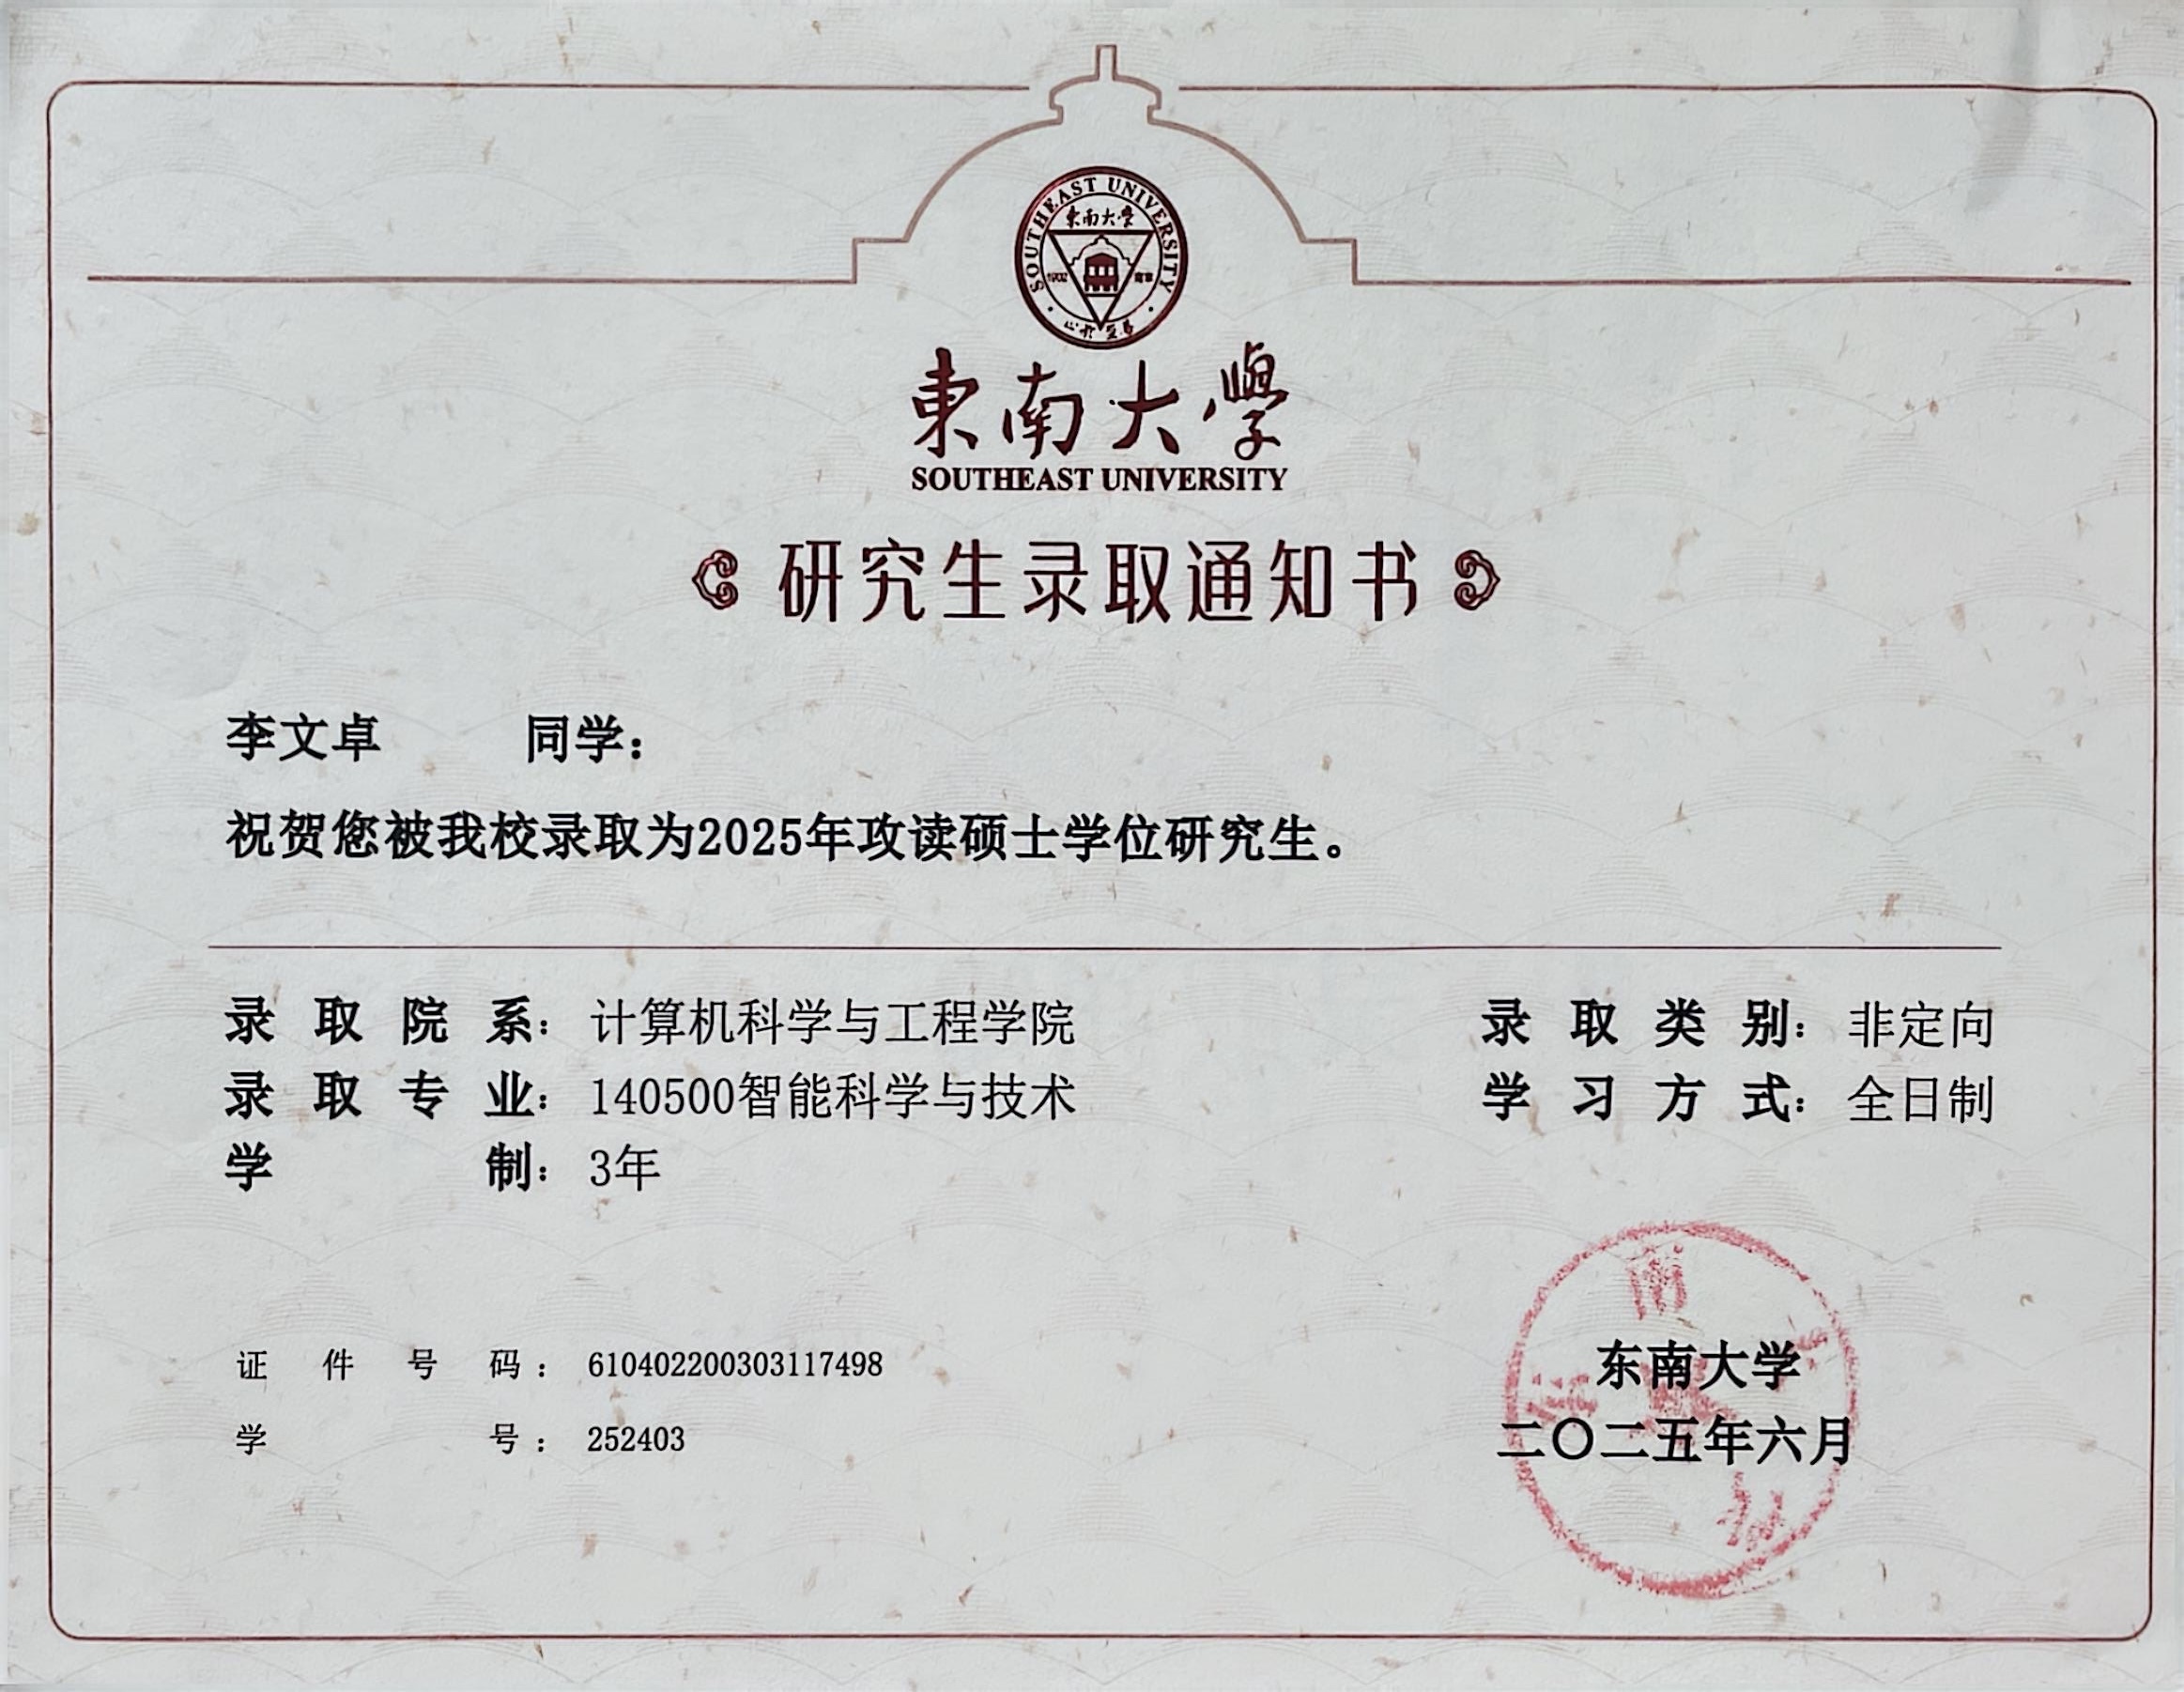 SOUTHEAST UNIVERSITY
東南大學
1902 南京
止於至善
東南大學
SOUTHEAST UNIVERSITY
研究生录取通知书
李文卓 同学：
祝贺您被我校录取为2025年攻读硕士学位研究生。
录取院系： 计算机科学与工程学院 录取类别： 非定向
录取专业： 140500智能科学与技术 学习方式： 全日制
学制： 3年
证件号码： 610402200303117498
东南大学
学号： 252403
二〇二五年六月